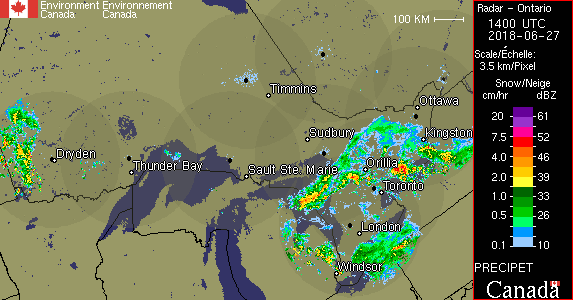 Environment Environnement
Canada Canada
100 KM
Timmins
Ottawa
Sudbury
Kingston
Dryden
Thunder Bay
Sault Ste. Marie
Orillia
Toronto
London
Windsor
Radar - Ontario
1400 UTC
2018-06-27
Scale/Échelle:
3.5 km/Pixel
Snow/Neige
cm/hr dBZ
20 61
7.5 52
4.0 46
2.0 39
1.0 33
0.5 26
0.1 10
PRECIPET
Canada